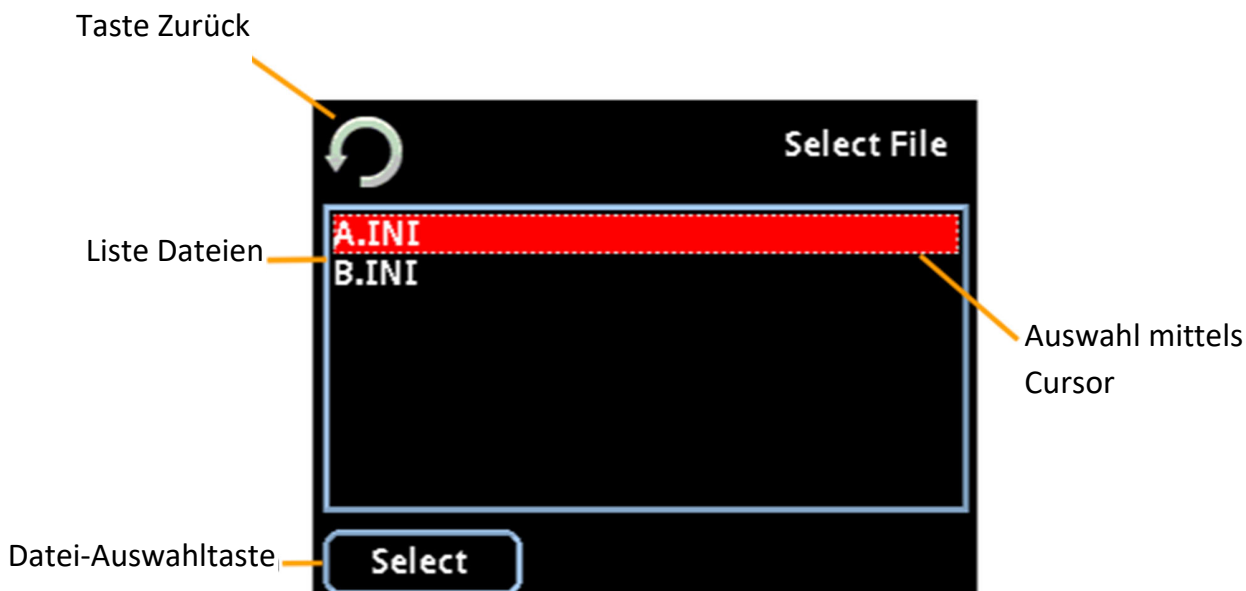 Taste Zurück
Select File
A.INI
Liste Dateien
B.INI
Auswahl mittels
Cursor
Datei-Auswahltaste
Select